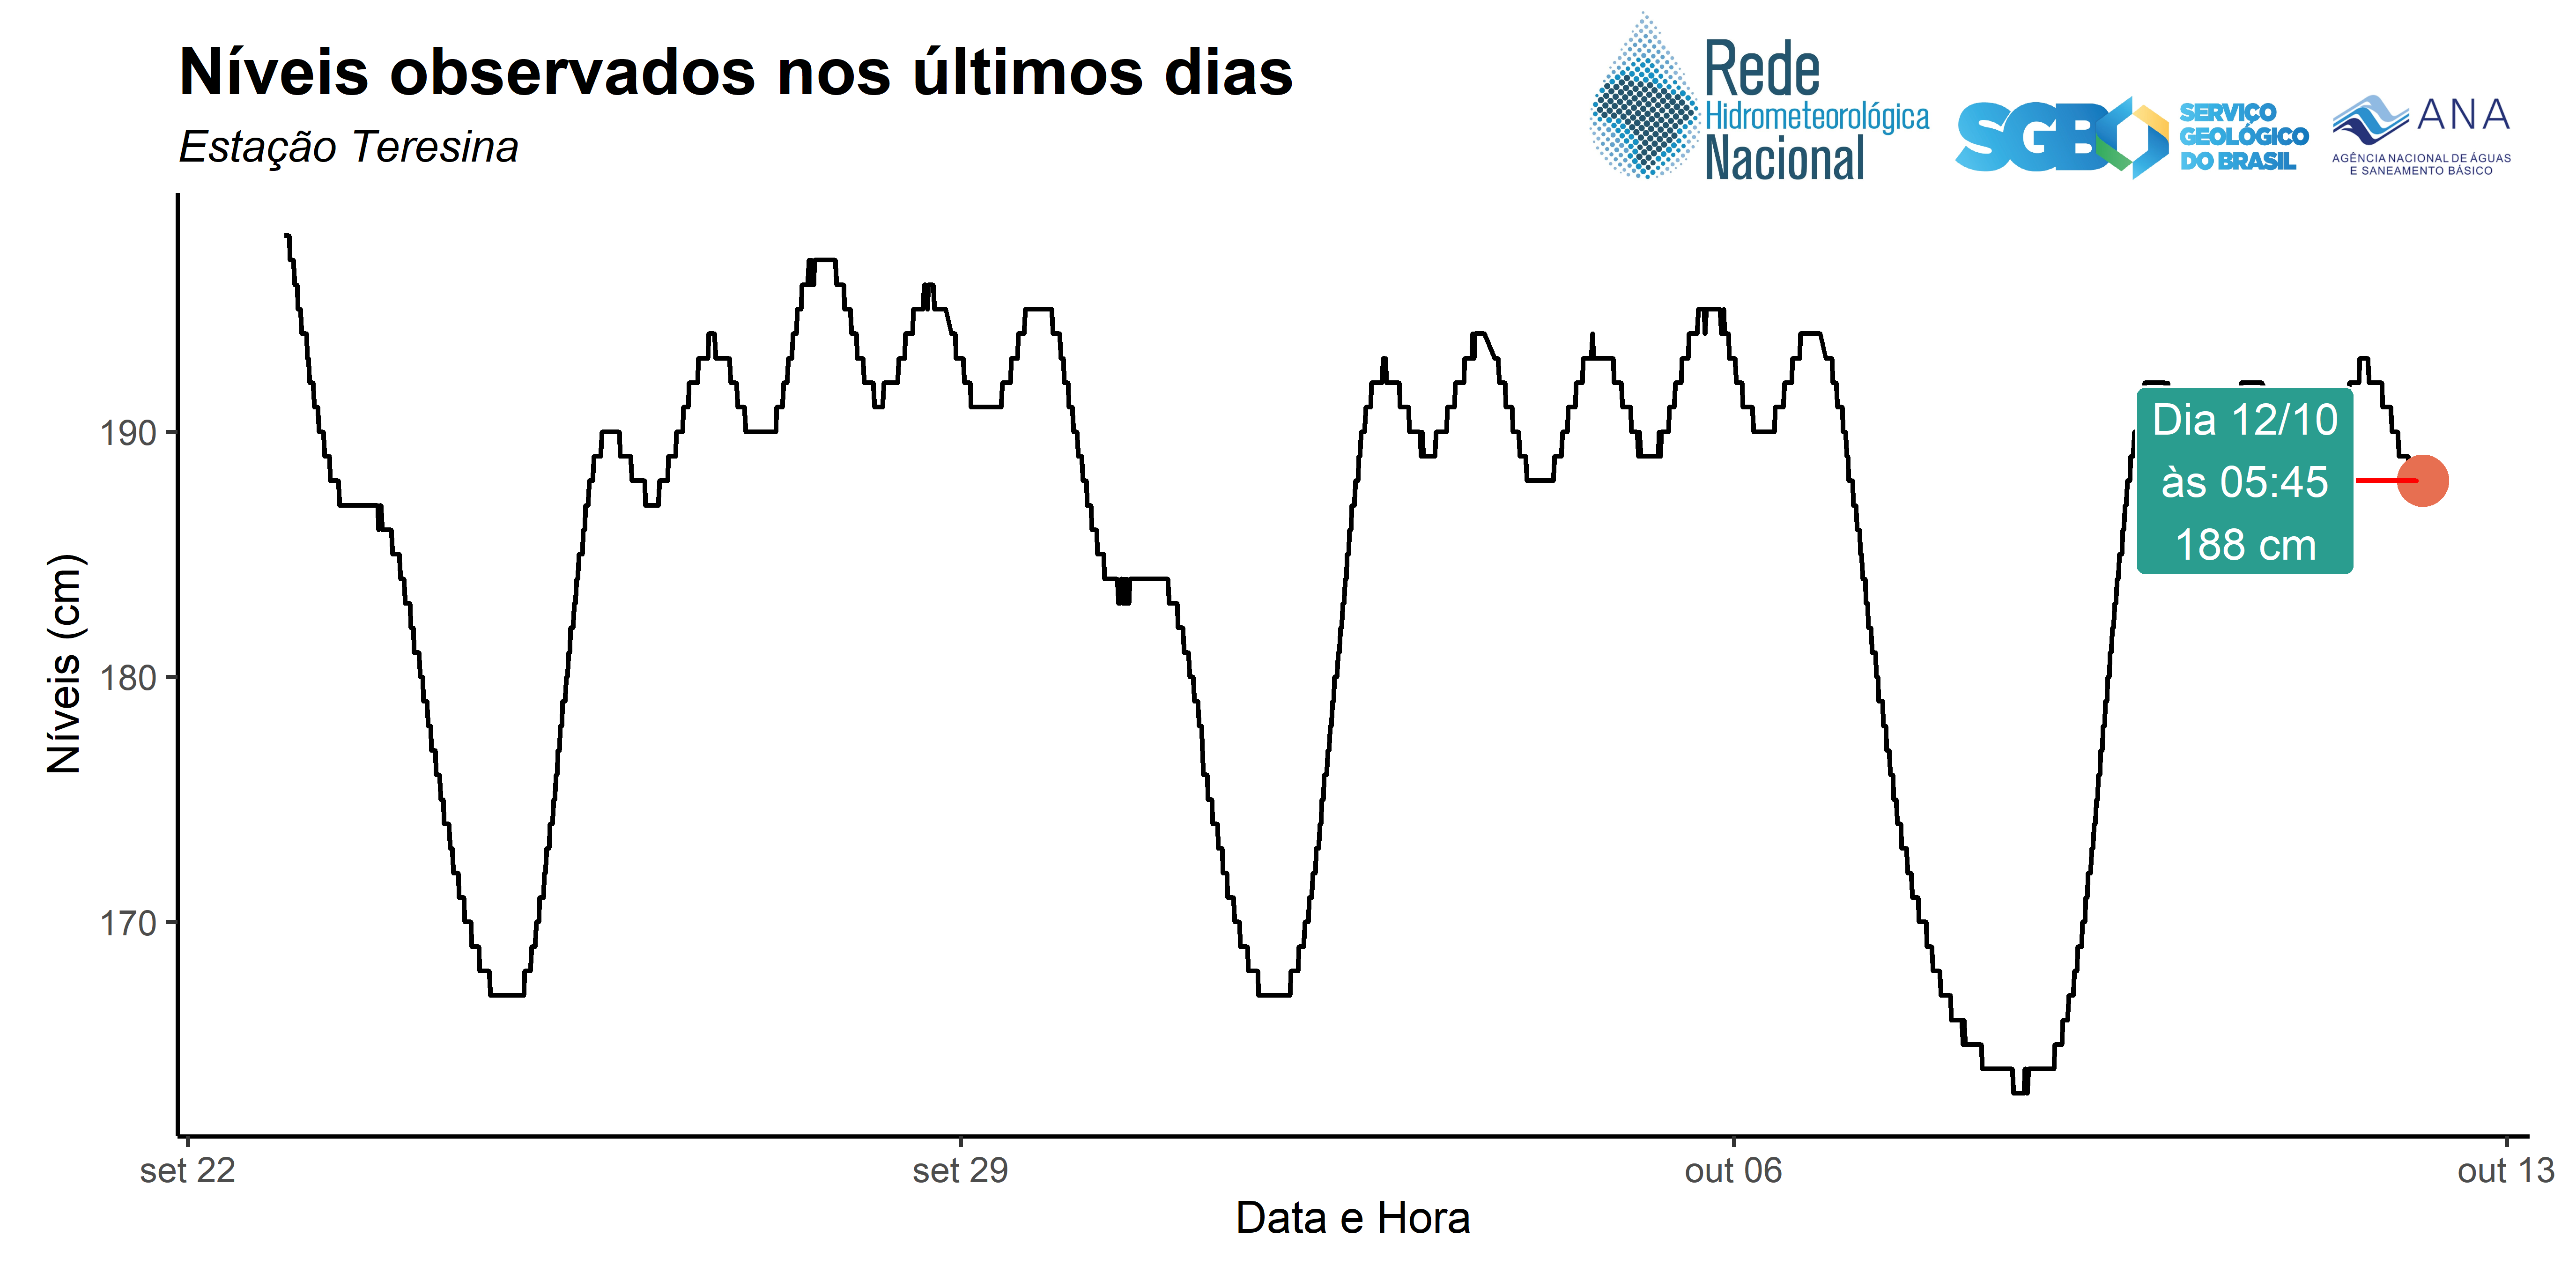 Níveis observados nos últimos dias
Estação Teresina
Rede
Hidrometeorológica
Nacional
SGB
SERVIÇO
GEOLÓGICO
DO BRASIL
ANA
AGÊNCIA NACIONAL DE ÁGUAS
E SANEAMENTO BÁSICO
Níveis (cm)
190
180
170
Dia 12/10
às 05:45
188 cm
set 22
set 29
out 06
out 13
Data e Hora